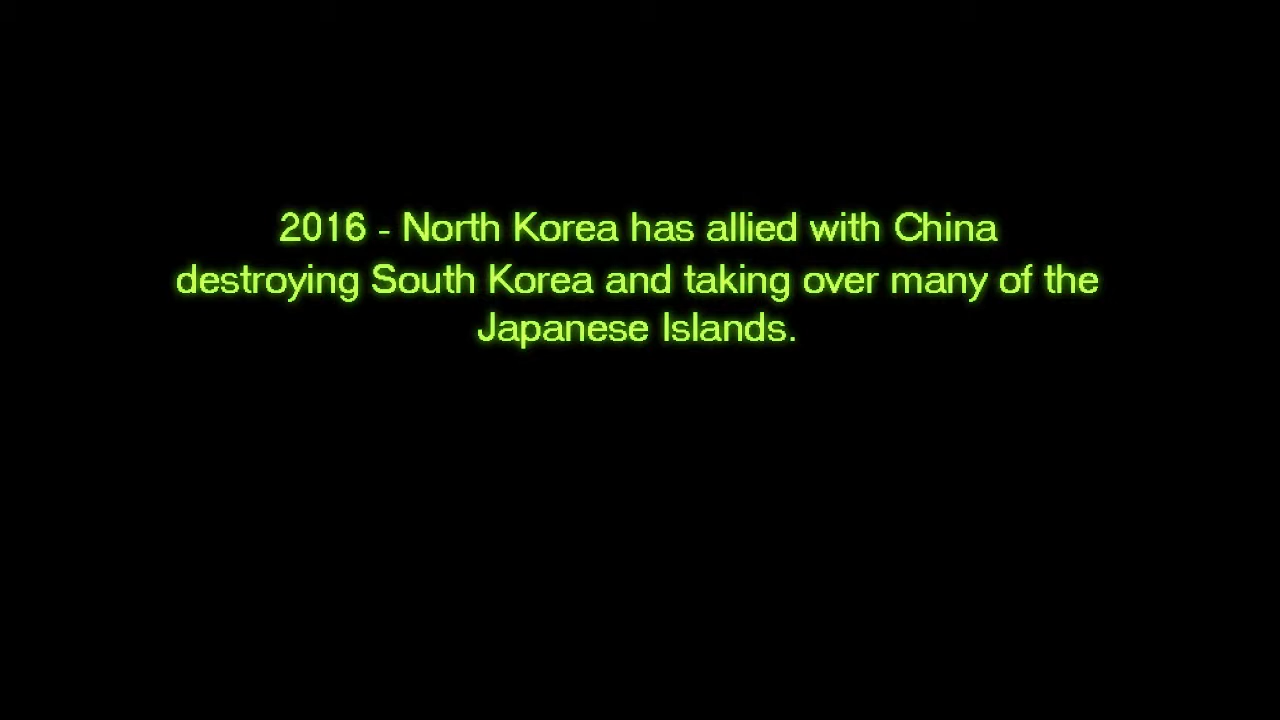 2016 - North Korea has allied with China
destroying South Korea and taking over many of the
Japanese Islands.